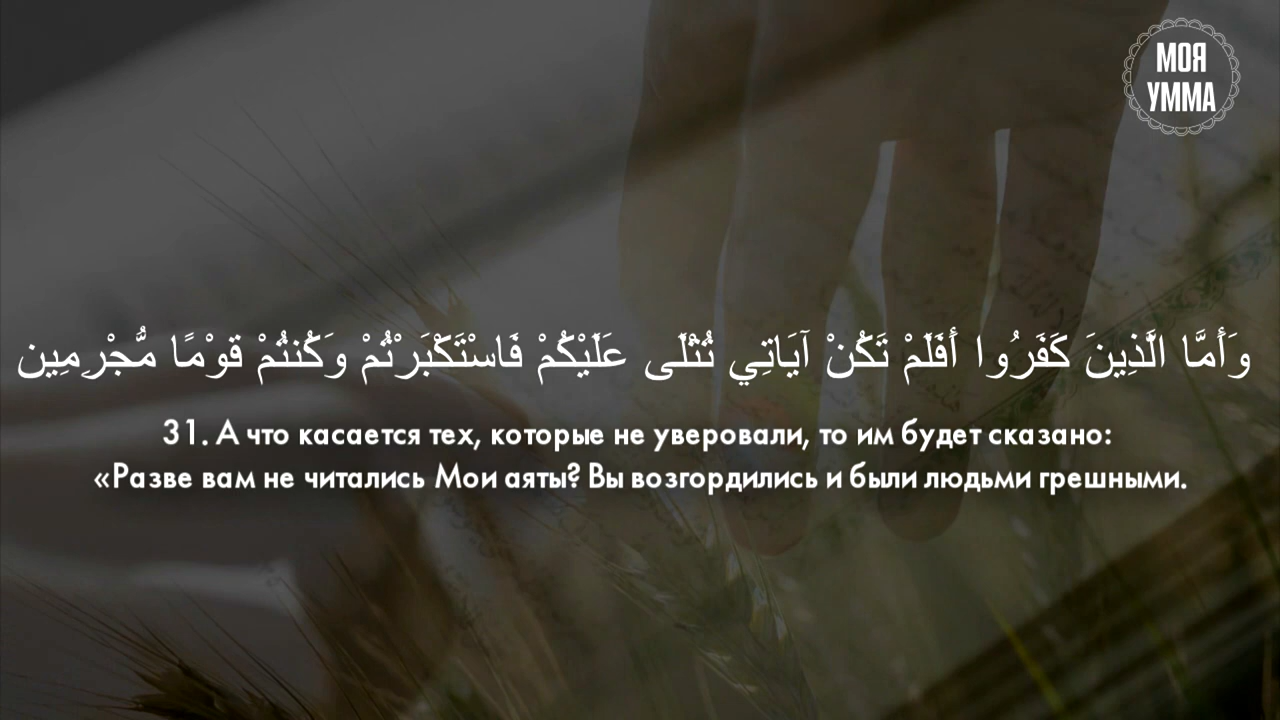 МОЯ
УММА
وَأَمَّا الَّذِينَ كَفَرُوا أَفَلَمْ تَكُنْ آيَاتِي تُتْلَى عَلَيْكُمْ فَاسْتَكْبَرْتُمْ وَكُنتُمْ قَوْمًا مُّجْرِمِين
31. А что касается тех, которые не уверовали, то им будет сказано:
«Разве вам не читались Мои аяты? Вы возгордились и были людьми грешными.